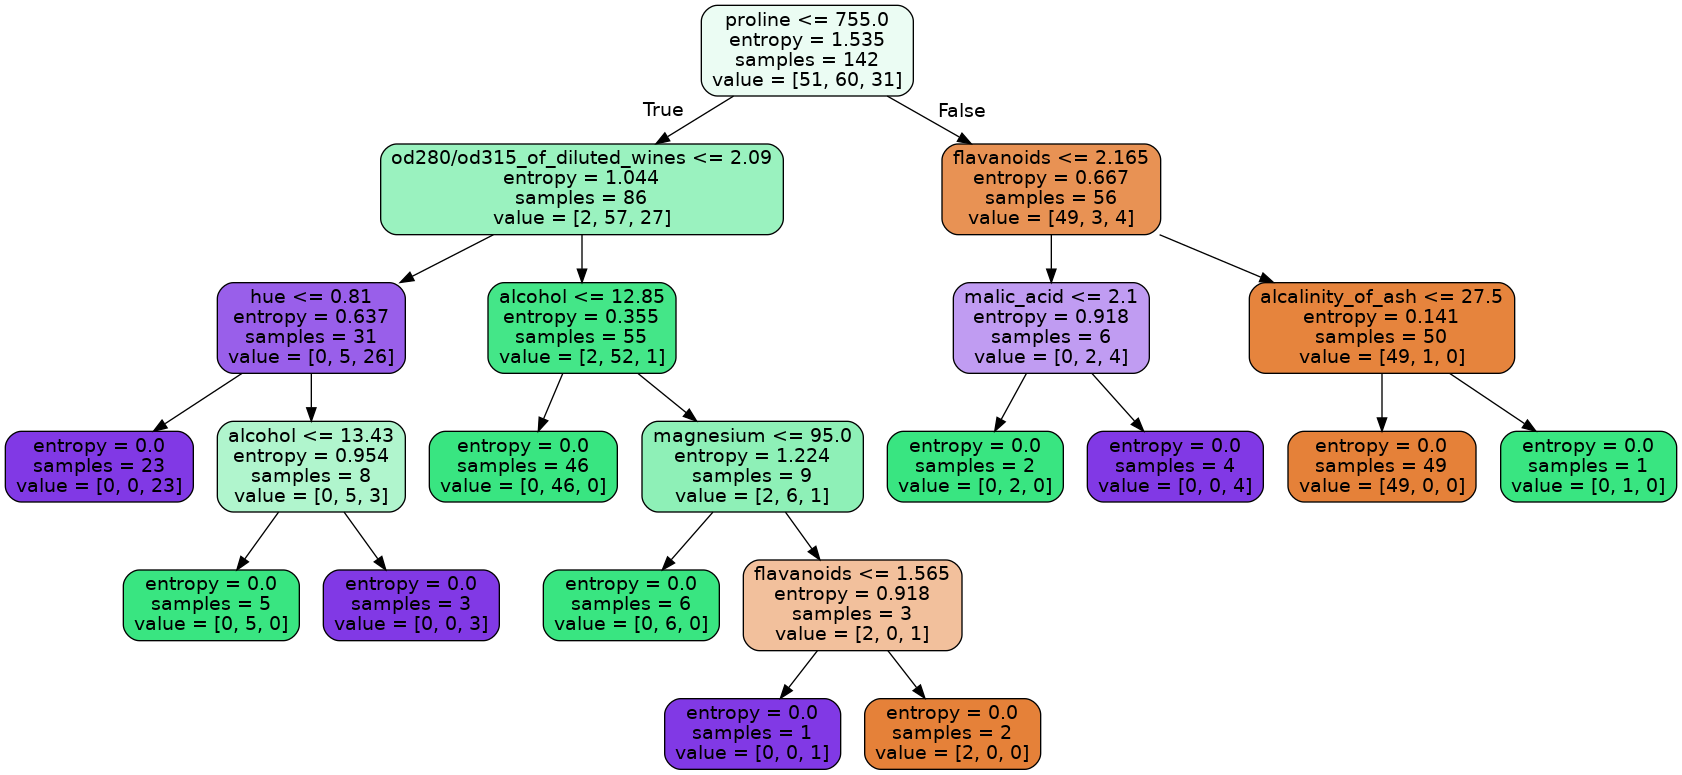 proline <= 755.0
entropy = 1.535
samples = 142
value = [51, 60, 31]
True
False
od280/od315_of_diluted_wines <= 2.09
entropy = 1.044
samples = 86
value = [2, 57, 27]
flavanoids <= 2.165
entropy = 0.667
samples = 56
value = [49, 3, 4]
hue <= 0.81
entropy = 0.637
samples = 31
value = [0, 5, 26]
alcohol <= 12.85
entropy = 0.355
samples = 55
value = [2, 52, 1]
malic_acid <= 2.1
entropy = 0.918
samples = 6
value = [0, 2, 4]
alcalinity_of_ash <= 27.5
entropy = 0.141
samples = 50
value = [49, 1, 0]
entropy = 0.0
samples = 23
value = [0, 0, 23]
alcohol <= 13.43
entropy = 0.954
samples = 8
value = [0, 5, 3]
entropy = 0.0
samples = 46
value = [0, 46, 0]
magnesium <= 95.0
entropy = 1.224
samples = 9
value = [2, 6, 1]
entropy = 0.0
samples = 2
value = [0, 2, 0]
entropy = 0.0
samples = 4
value = [0, 0, 4]
entropy = 0.0
samples = 49
value = [49, 0, 0]
entropy = 0.0
samples = 1
value = [0, 1, 0]
entropy = 0.0
samples = 5
value = [0, 5, 0]
entropy = 0.0
samples = 3
value = [0, 0, 3]
entropy = 0.0
samples = 6
value = [0, 6, 0]
flavanoids <= 1.565
entropy = 0.918
samples = 3
value = [2, 0, 1]
entropy = 0.0
samples = 1
value = [0, 0, 1]
entropy = 0.0
samples = 2
value = [2, 0, 0]